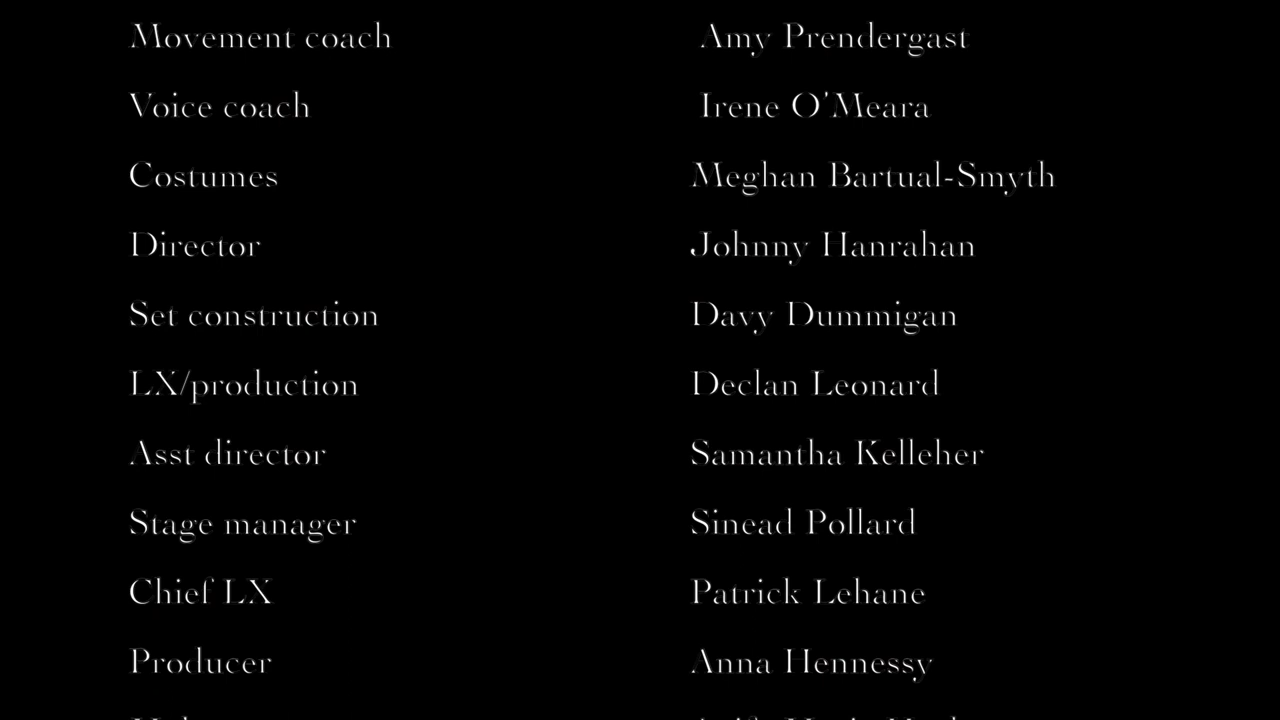 Movement coach Amy Prendergast
Voice coach Irene O'Meara
Costumes Meghan Bartual-Smyth
Director Johnny Hanrahan
Set construction Davy Dummigan
LX/production Declan Leonard
Asst director Samantha Kelleher
Stage manager Sinead Pollard
Chief LX Patrick Lehane
Producer Anna Hennessy